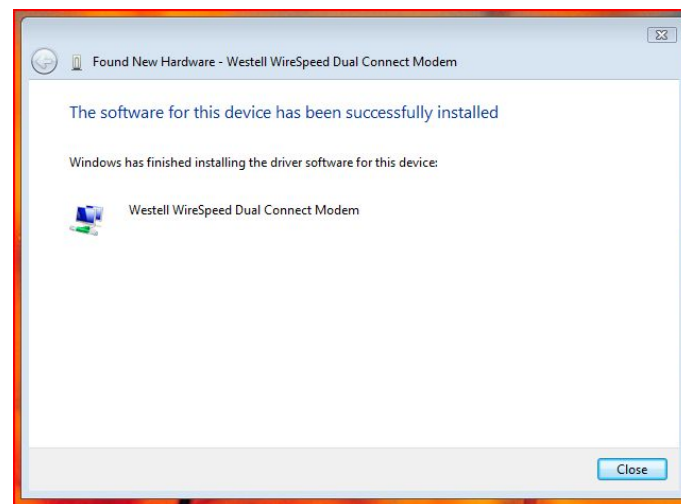 Found New Hardware - Westell WireSpeed Dual Connect Modem
The software for this device has been successfully installed
Windows has finished installing the driver software for this device:
Westell WireSpeed Dual Connect Modem
Close